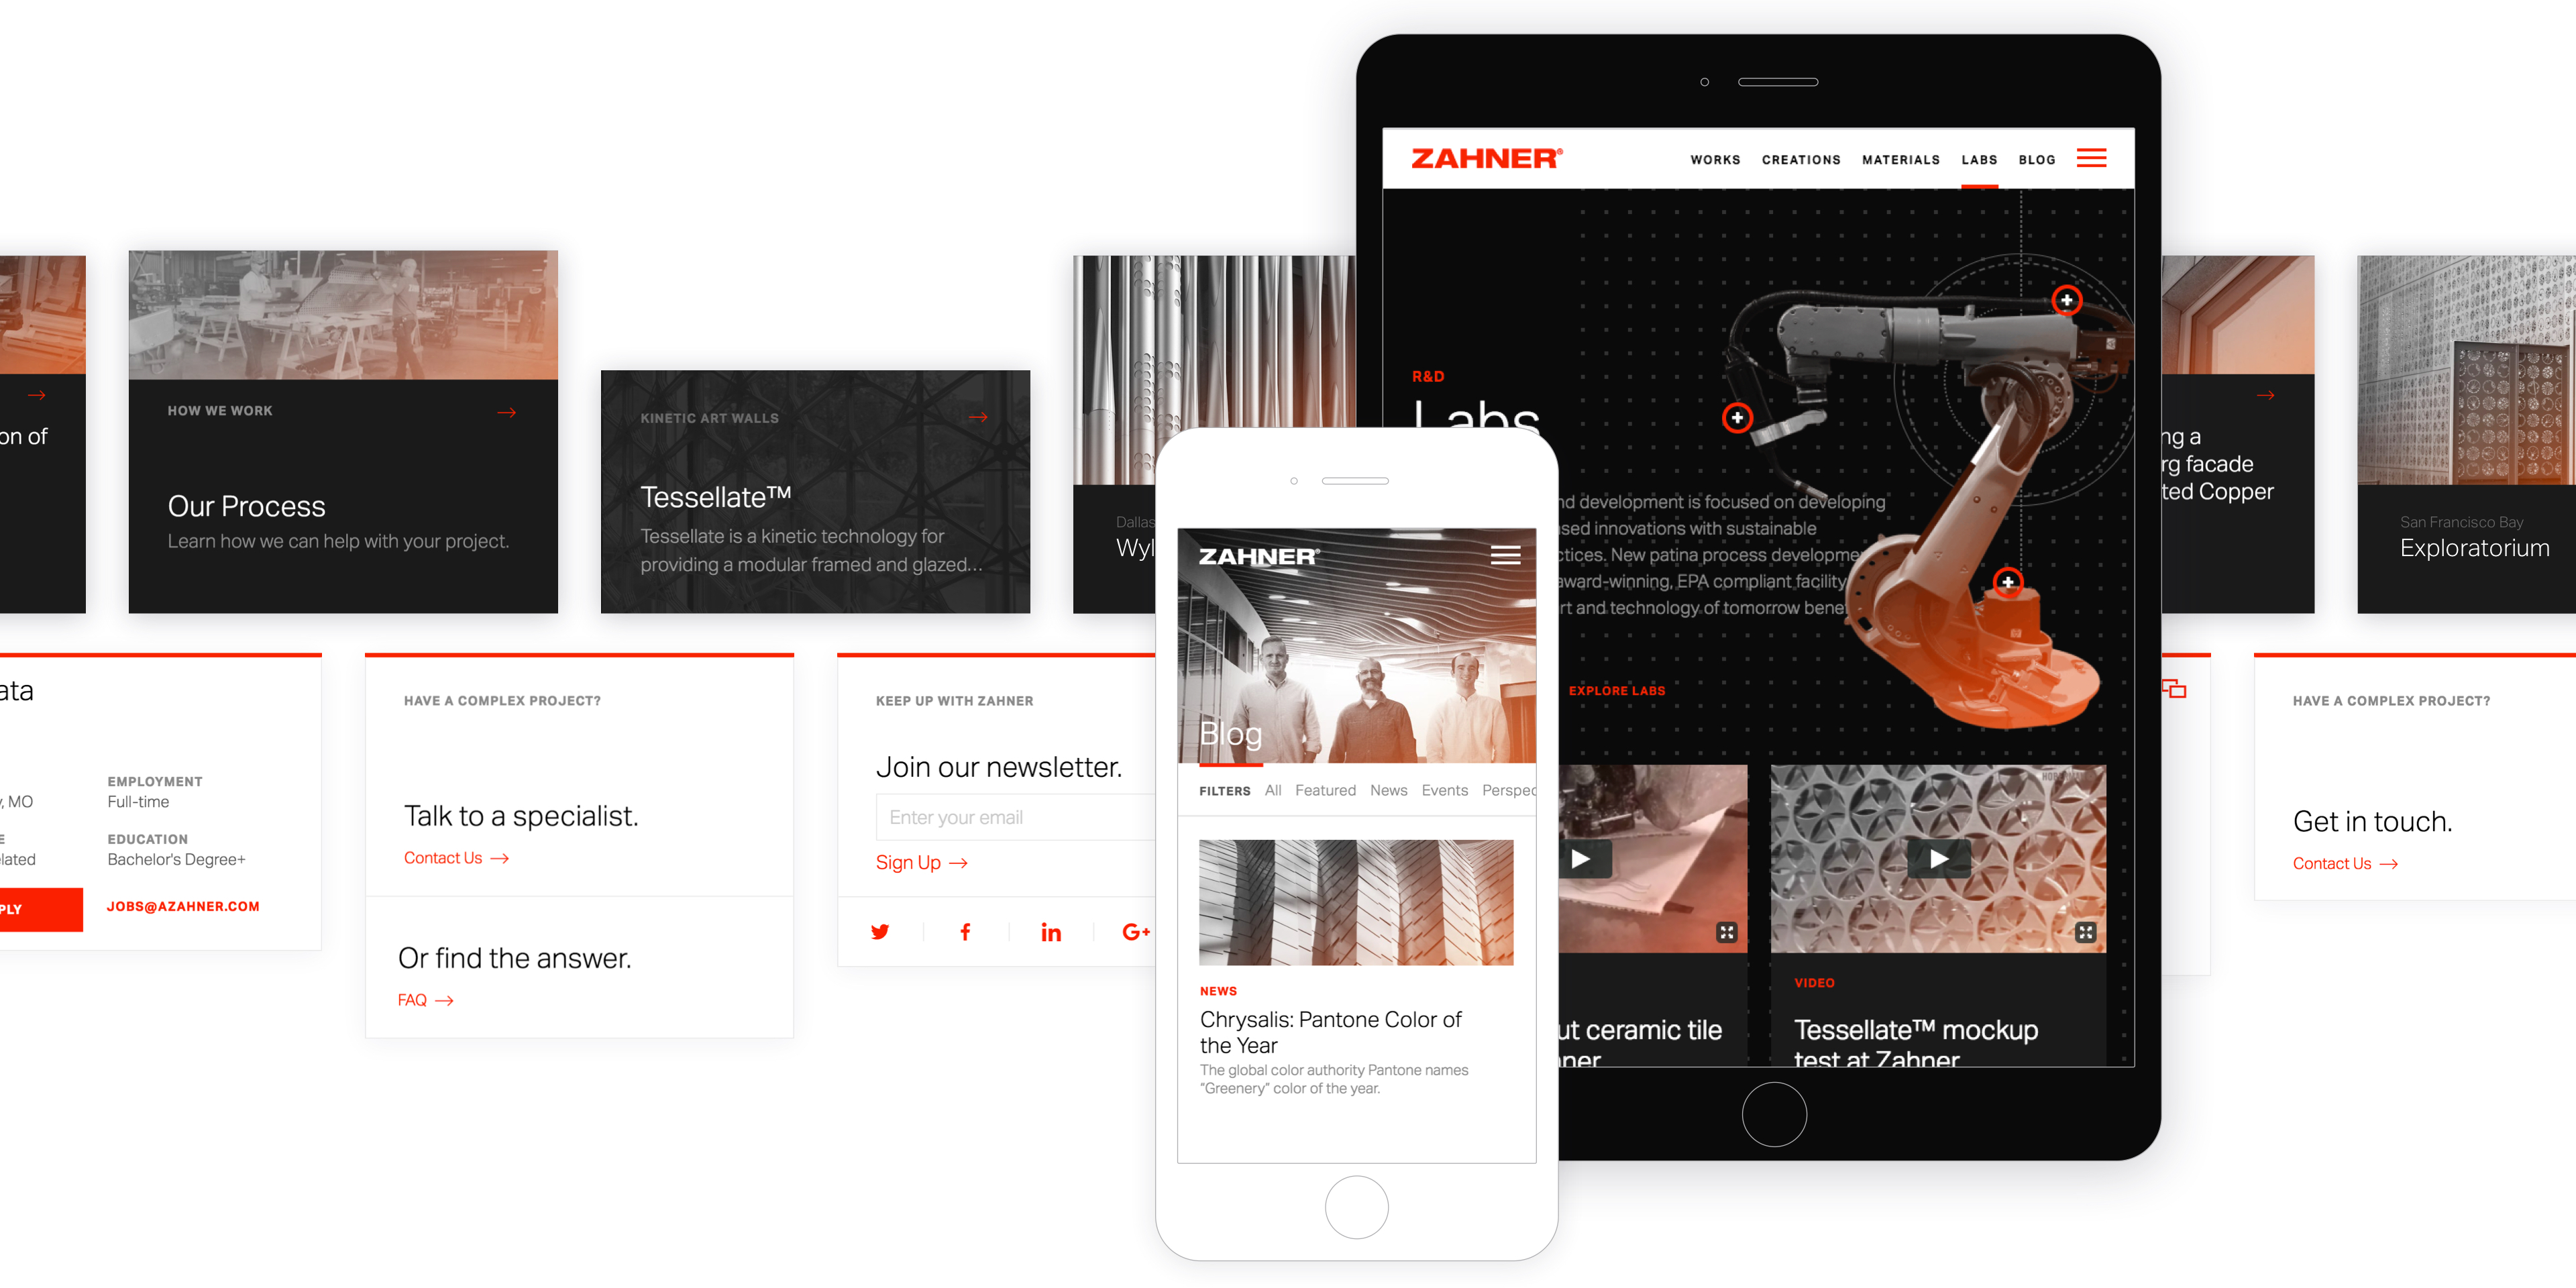 on of
HOW WE WORK
Our Process
Learn how we can help with your project.
KINETIC ART WALLS
Tessellate™
Tessellate is a kinetic technology for
providing a modular framed and glazed...
Dallas
Wyl
ZAHNER®
WORKS CREATIONS MATERIALS LABS BLOG
R&D
Labs
nd development is focused on developing
sed innovations with sustainable
ctices. New patina process developmen
award-winning, EPA compliant facility
rt and technology of tomorrow bene
EXPLORE LABS
ut ceramic tile
ner
VIDEO
Tessellate™ mockup
test at Zahner
ng a
rg facade
ted Copper
San Francisco Bay
Exploratorium
ata
y, MO
EMPLOYMENT
Full-time
E
lated
EDUCATION
Bachelor's Degree+
PLY
JOBS@AZAHNER.COM
HAVE A COMPLEX PROJECT?
Talk to a specialist.
Contact Us →
Or find the answer.
FAQ →
KEEP UP WITH ZAHNER
Join our newsletter.
Enter your email
Sign Up →
G+
ZAHNER®
Blog
FILTERS All Featured News Events Perspec
NEWS
Chrysalis: Pantone Color of
the Year
The global color authority Pantone names
“Greenery” color of the year.
HAVE A COMPLEX PROJECT?
Get in touch.
Contact Us →